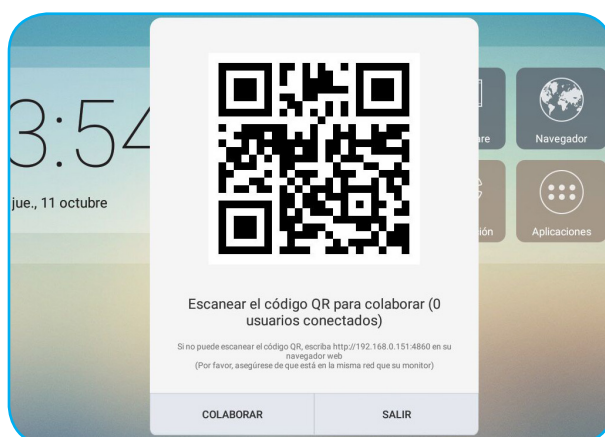 3:54
jue., 11 octubre
Navegador
Aplicaciones
Escanear el código QR para colaborar (0
usuarios conectados)
Si no puede escanear el código QR, escriba http://192.168.0.151:4860 en su
navegador web
(Por favor, asegúrese de que está en la misma red que su monitor)
COLABORAR
SALIR